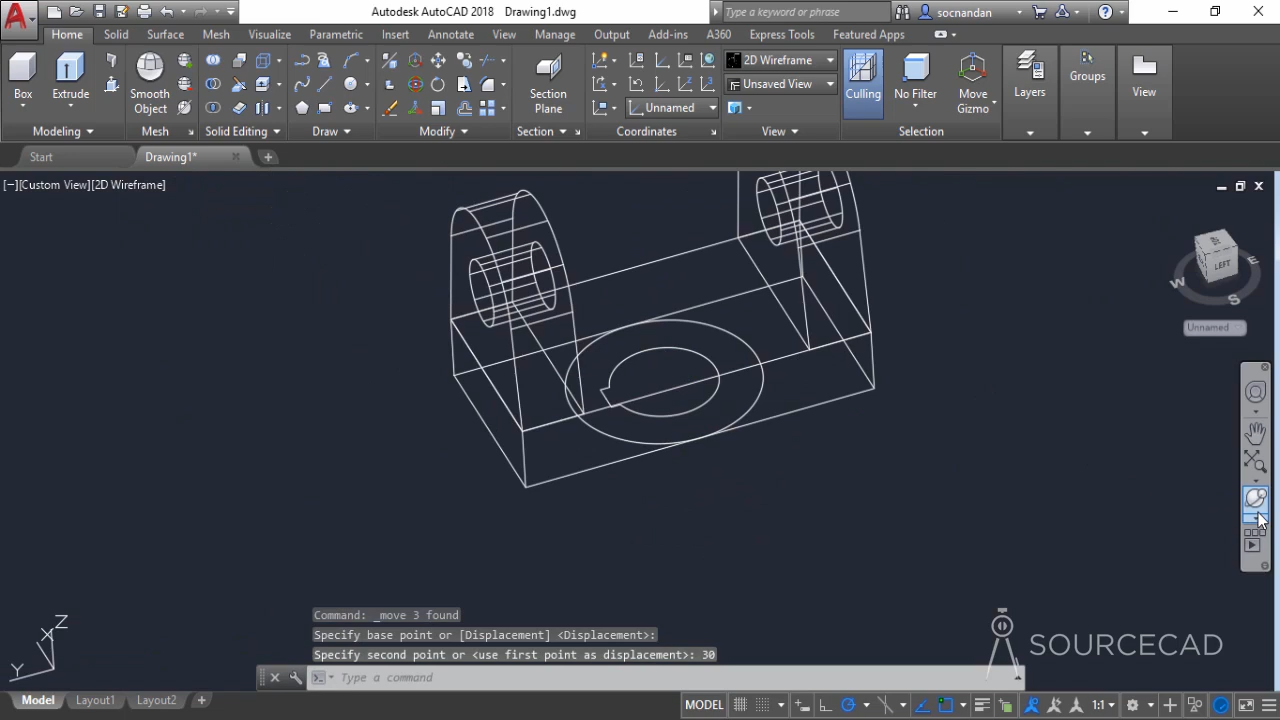 A Autodesk AutoCAD 2018 Drawing1.dwg Type a keyword or phrase socnandan
Home Solid Surface Mesh Visualize Parametric Insert Annotate View Manage Output Add-ins A360 Express Tools Featured Apps
Box Extrude Smooth Object Section Plane Unnamed 2D Wireframe Unsaved View Culling No Filter Move Gizmo Layers Groups View
Modeling Mesh Solid Editing Draw Modify Section Coordinates View Selection
Start Drawing1* +
[−][Custom View][2D Wireframe]
LEFT
W E S
Unnamed
Command: _move 3 found
Specify base point or [Displacement] <Displacement>:
Specify second point or <use first point as displacement>: 30
Type a command
Z X Y
SOURCECAD
Model Layout1 Layout2 + MODEL 1:1